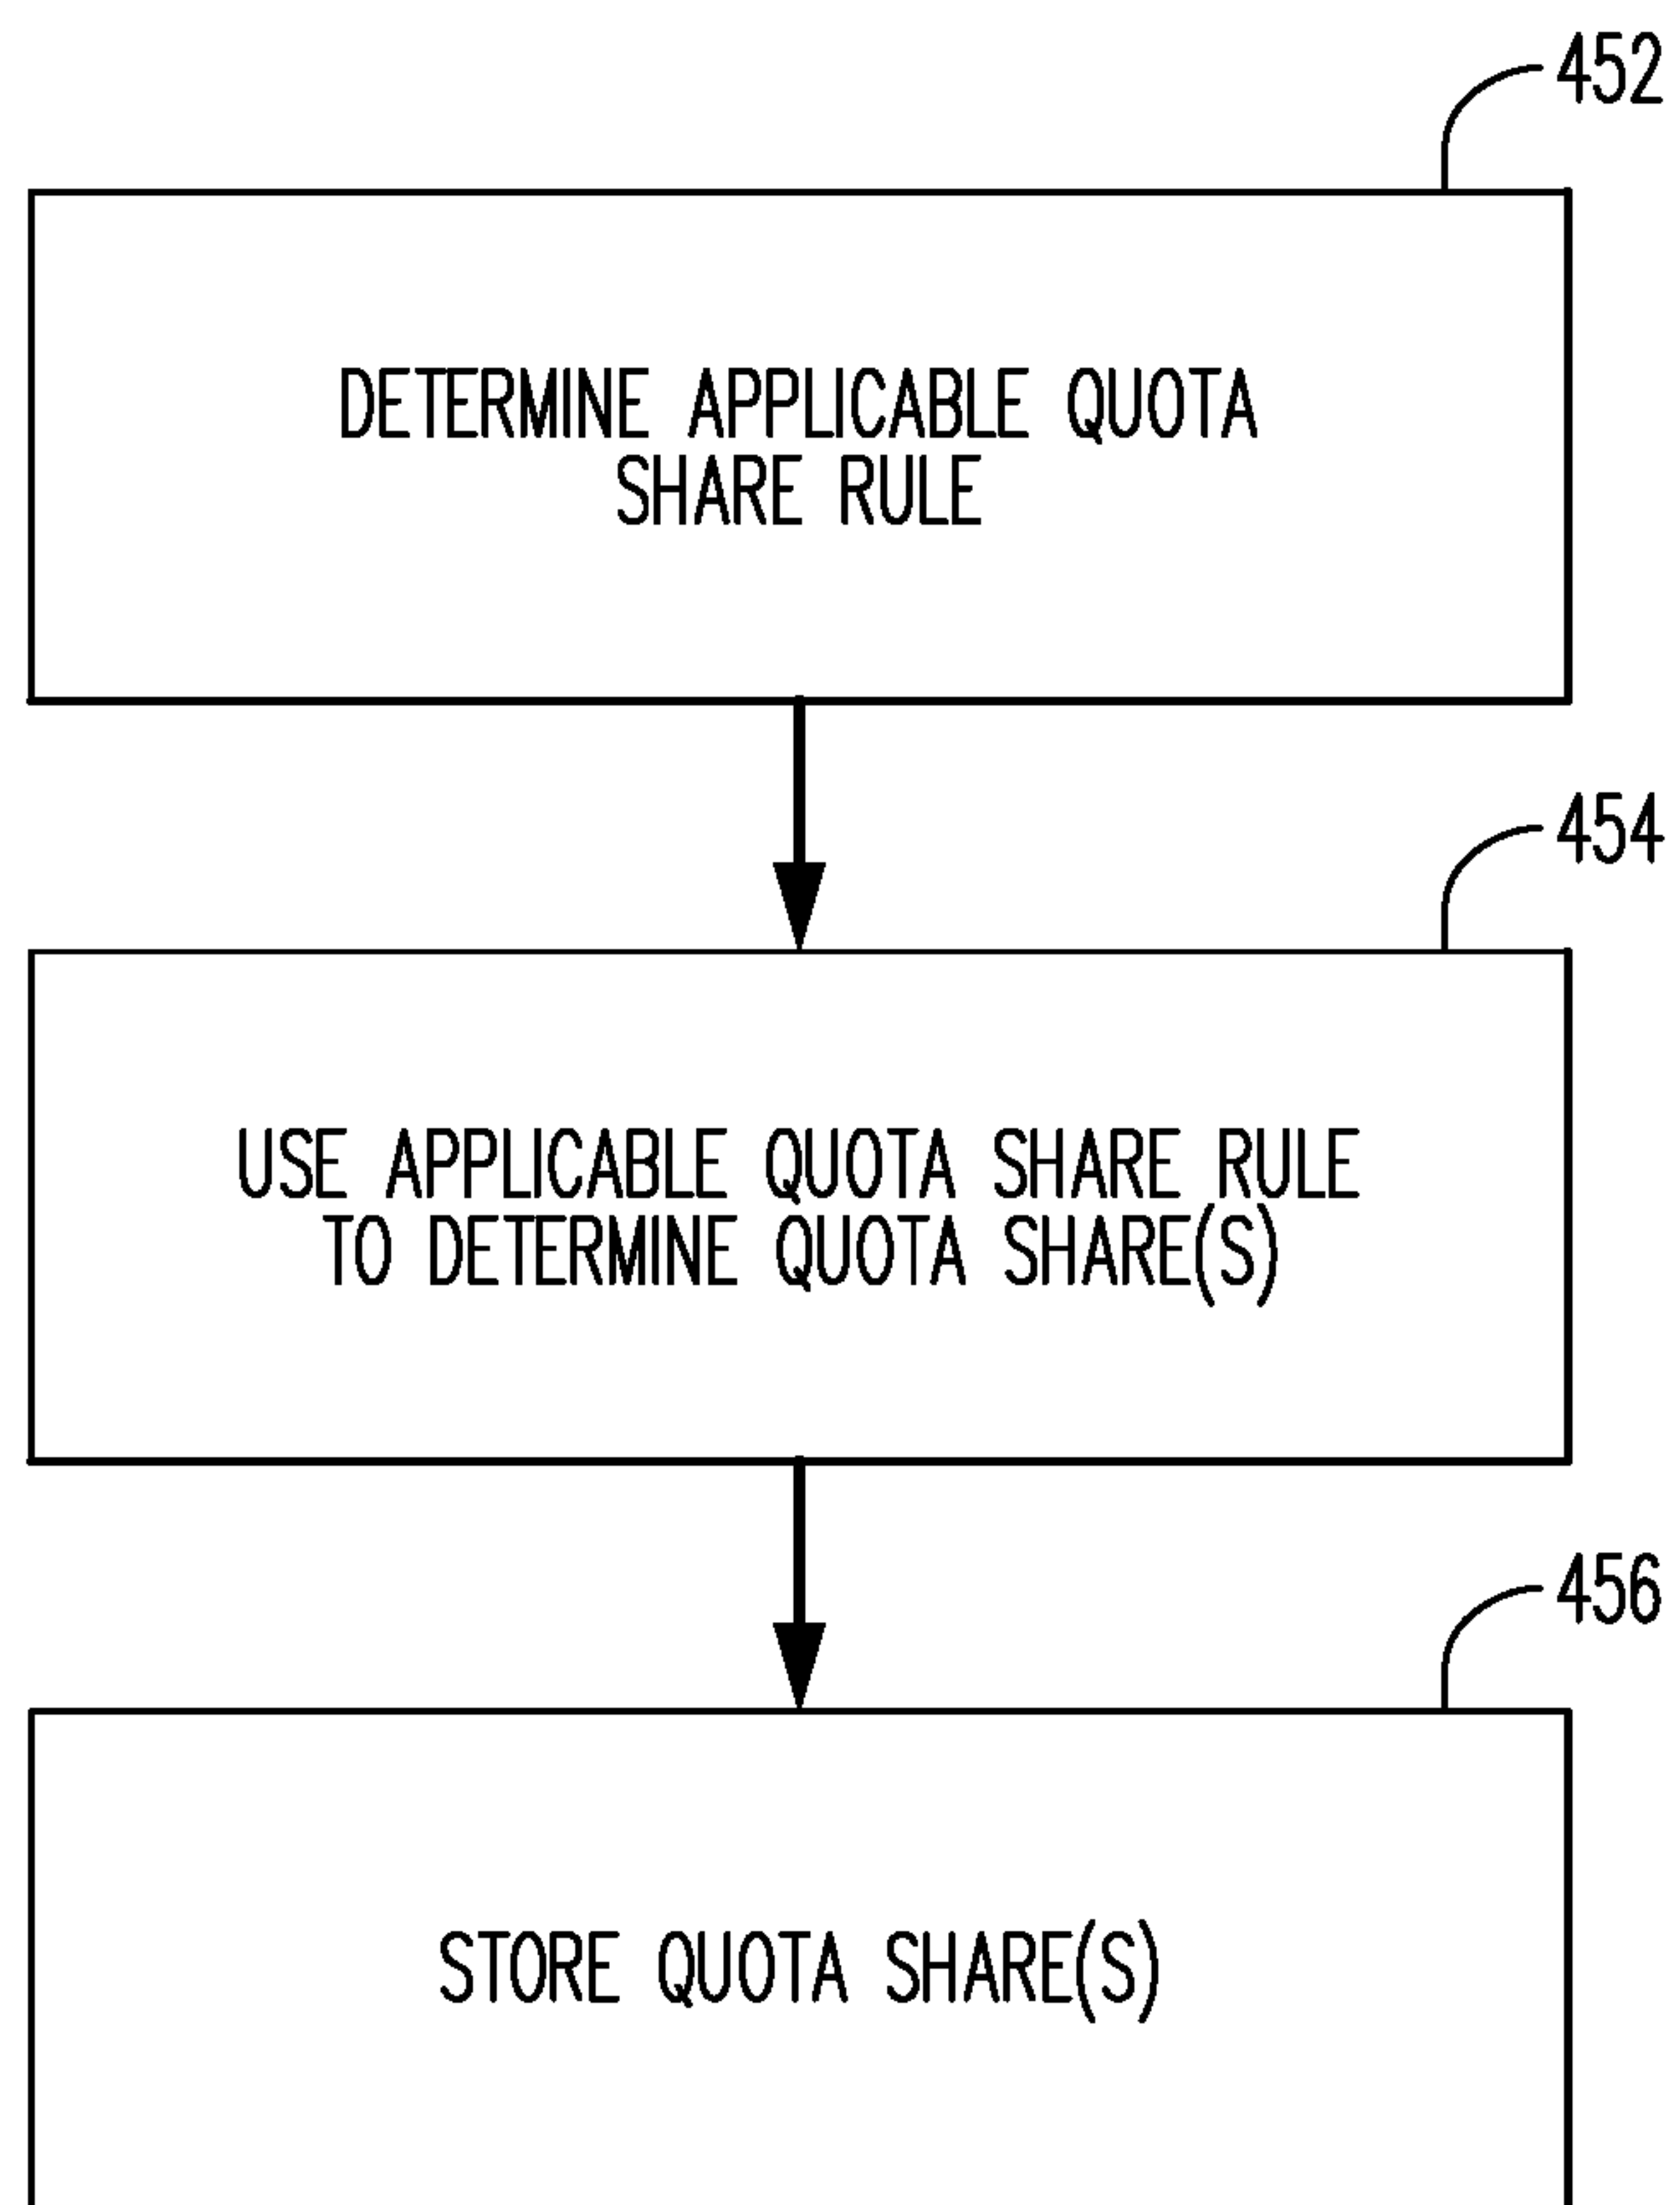 452
DETERMINE APPLICABLE QUOTA
SHARE RULE
454
USE APPLICABLE QUOTA SHARE RULE
TO DETERMINE QUOTA SHARE(S)
456
STORE QUOTA SHARE(S)